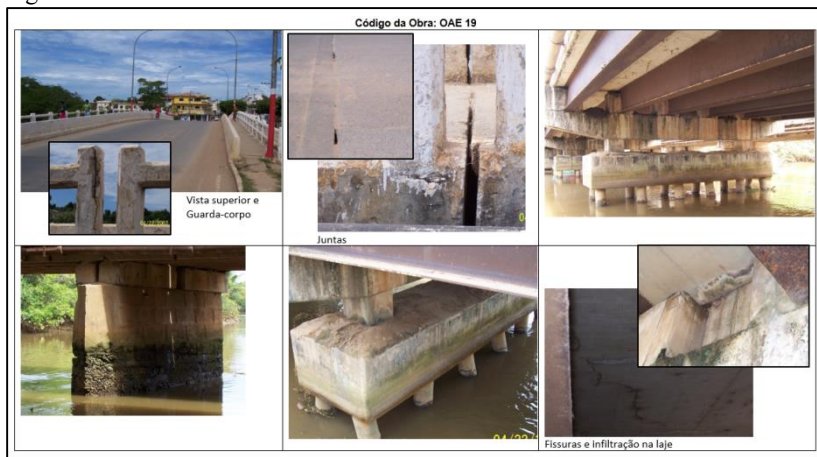 Código da Obra: OAE 19
Vista superior e
Guarda-corpo
Juntas
Fissuras e infiltração na laje